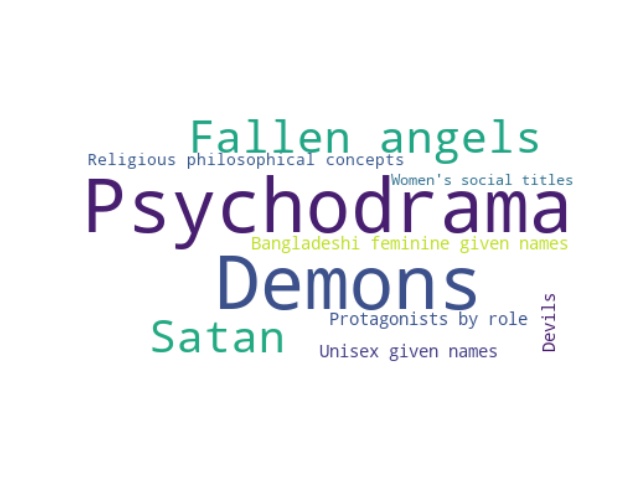 Fallen angels
Religious philosophical concepts
Women's social titles
Psychodrama
Bangladeshi feminine given names
Demons
Protagonists by role
Devils
Satan
Unisex given names